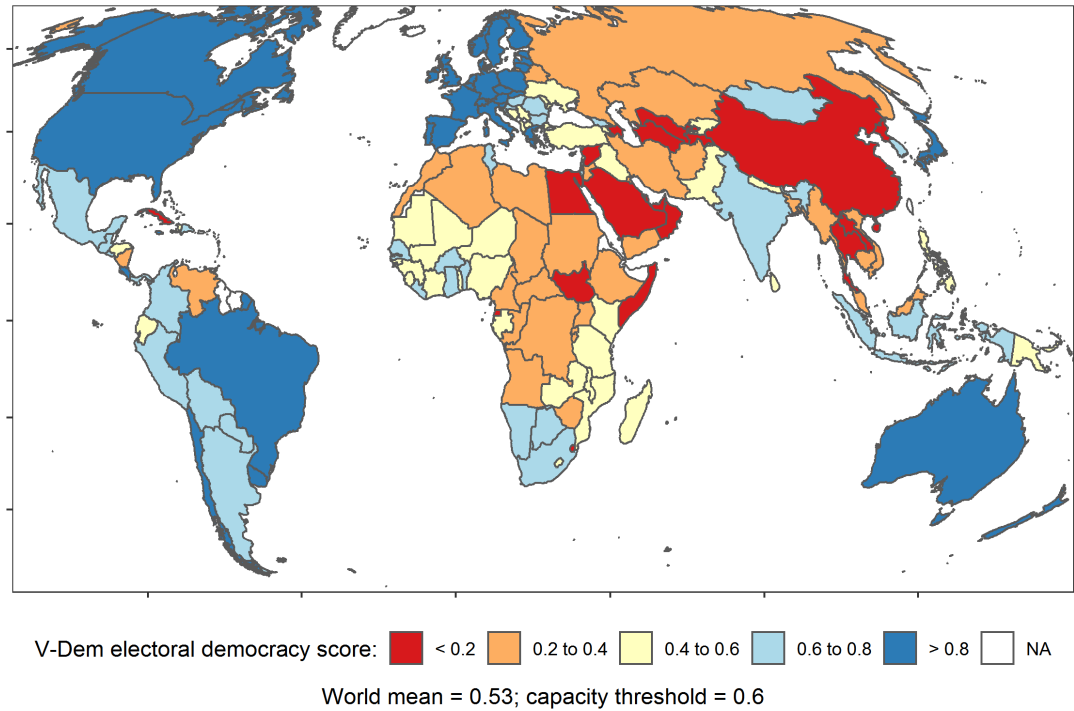 V-Dem electoral democracy score: < 0.2 0.2 to 0.4 0.4 to 0.6 0.6 to 0.8 > 0.8 NA
World mean = 0.53; capacity threshold = 0.6